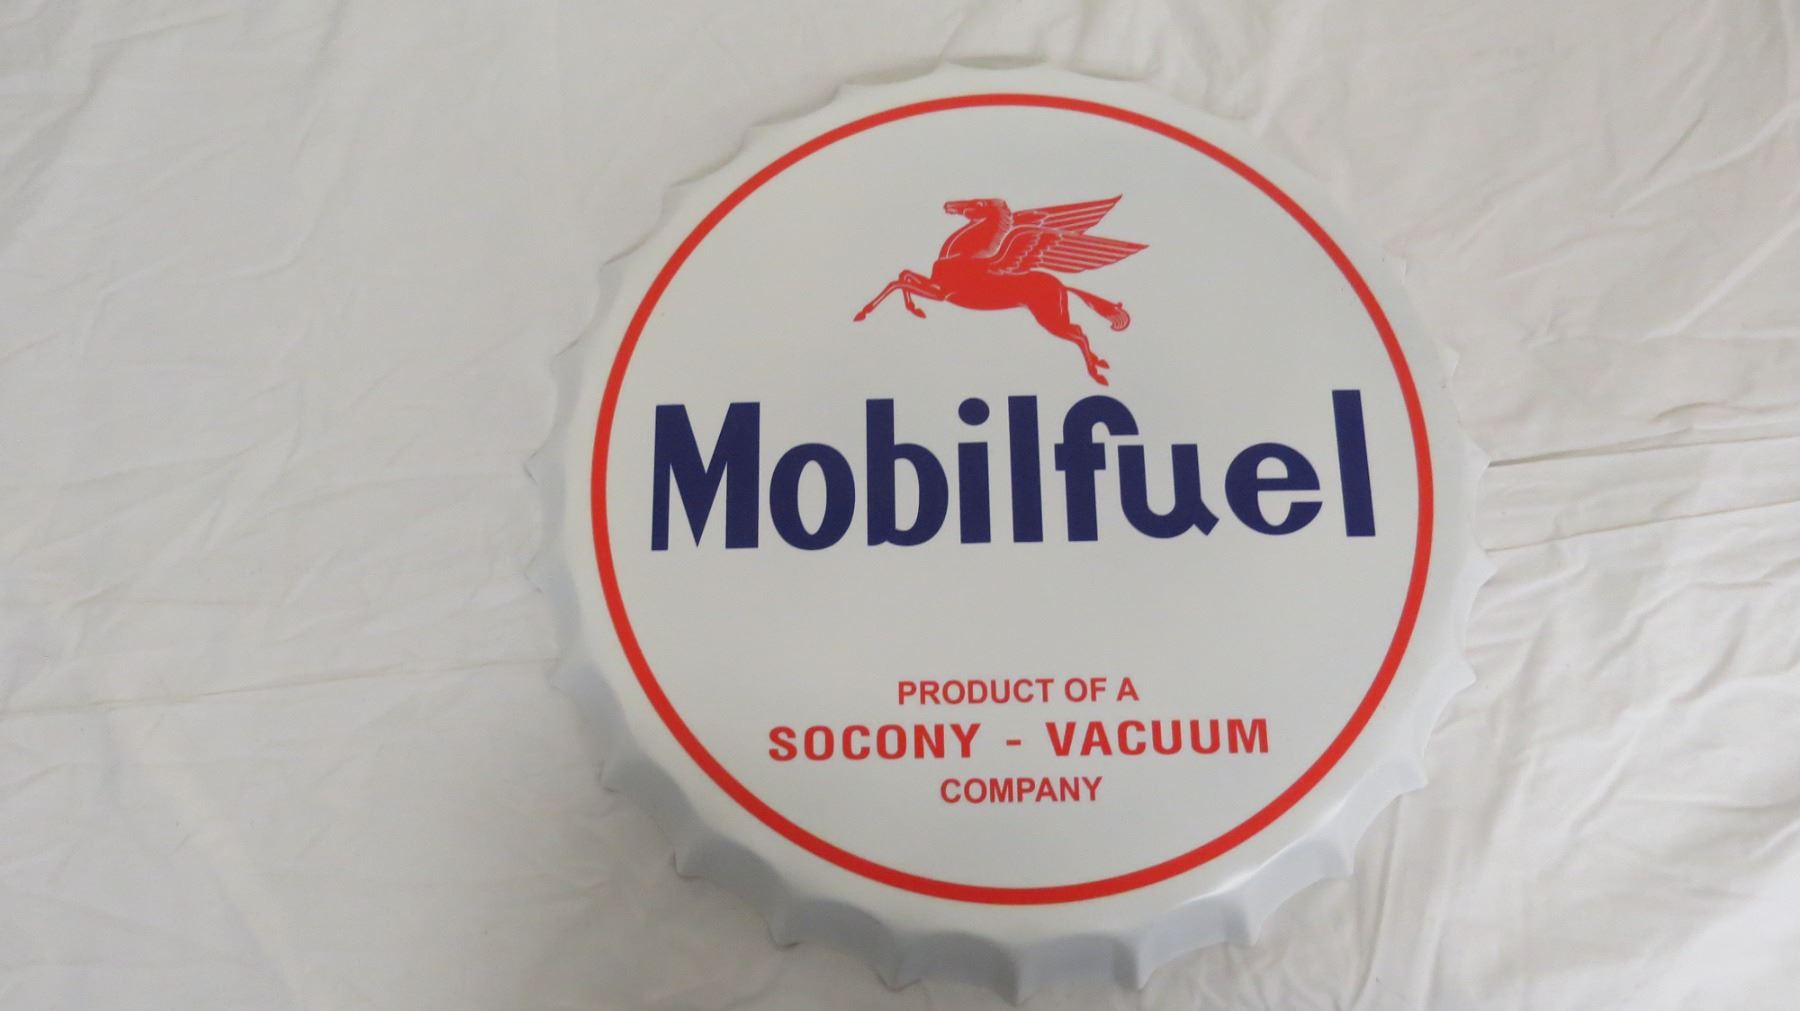 Mobilfuel
PRODUCT OF A
SOCONY - VACUUM
COMPANY